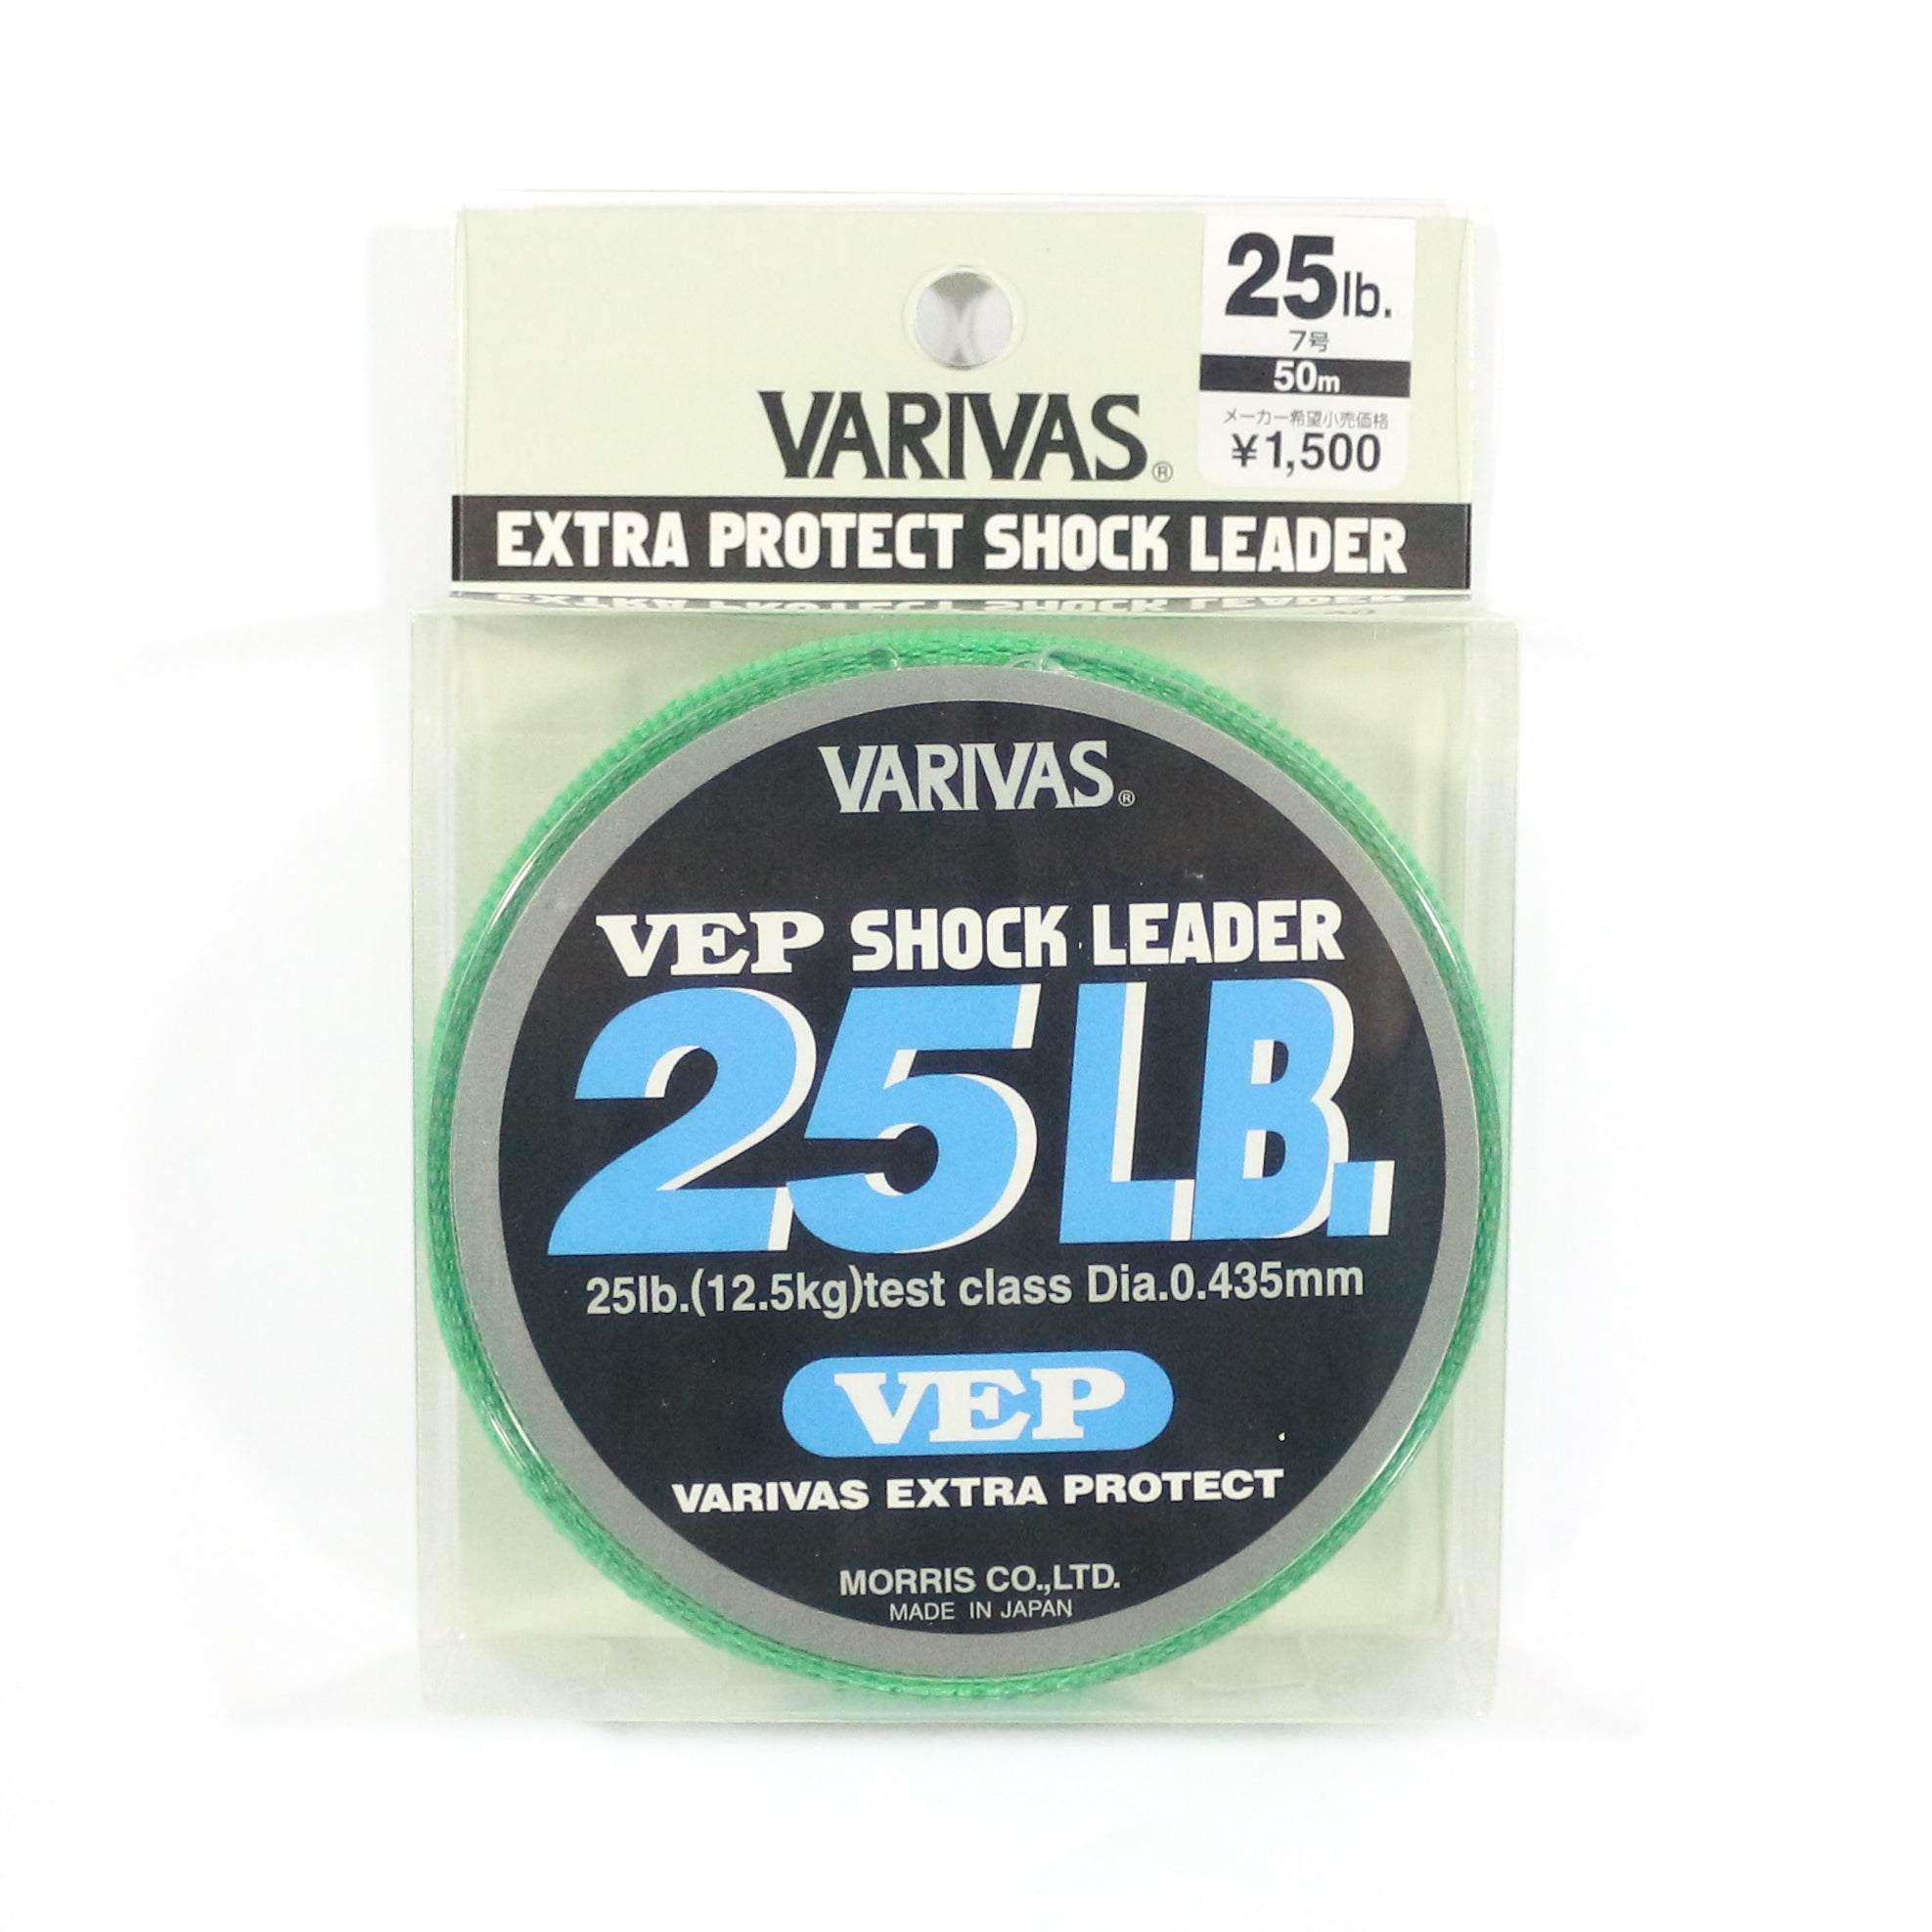 25lb.
7号
50m
メーカー希望小売価格
¥1,500
VARIVAS®
EXTRA PROTECT SHOCK LEADER
VARIVAS®
VEP SHOCK LEADER
25LB.
25lb.(12.5kg)test class Dia.0.435mm
VEP
VARIVAS EXTRA PROTECT
MORRIS CO.,LTD.
MADE IN JAPAN